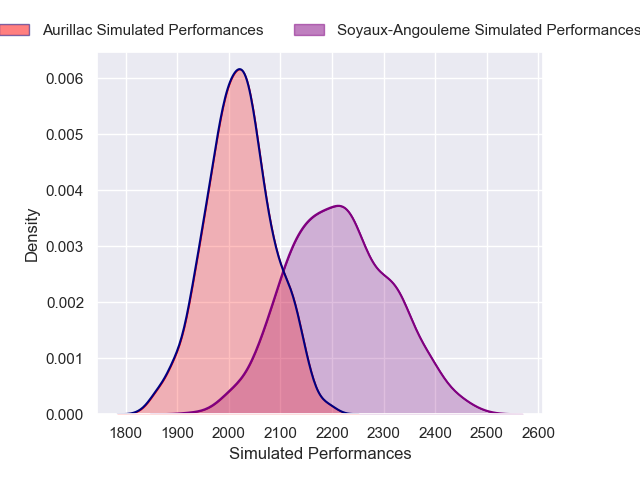 Aurillac Simulated Performances Soyaux-Angouleme Simulated Performances
0.006
0.005
0.004
0.003
0.002
0.001
0.000
Density
1800 1900 2000 2100 2200 2300 2400 2500 2600
Simulated Performances